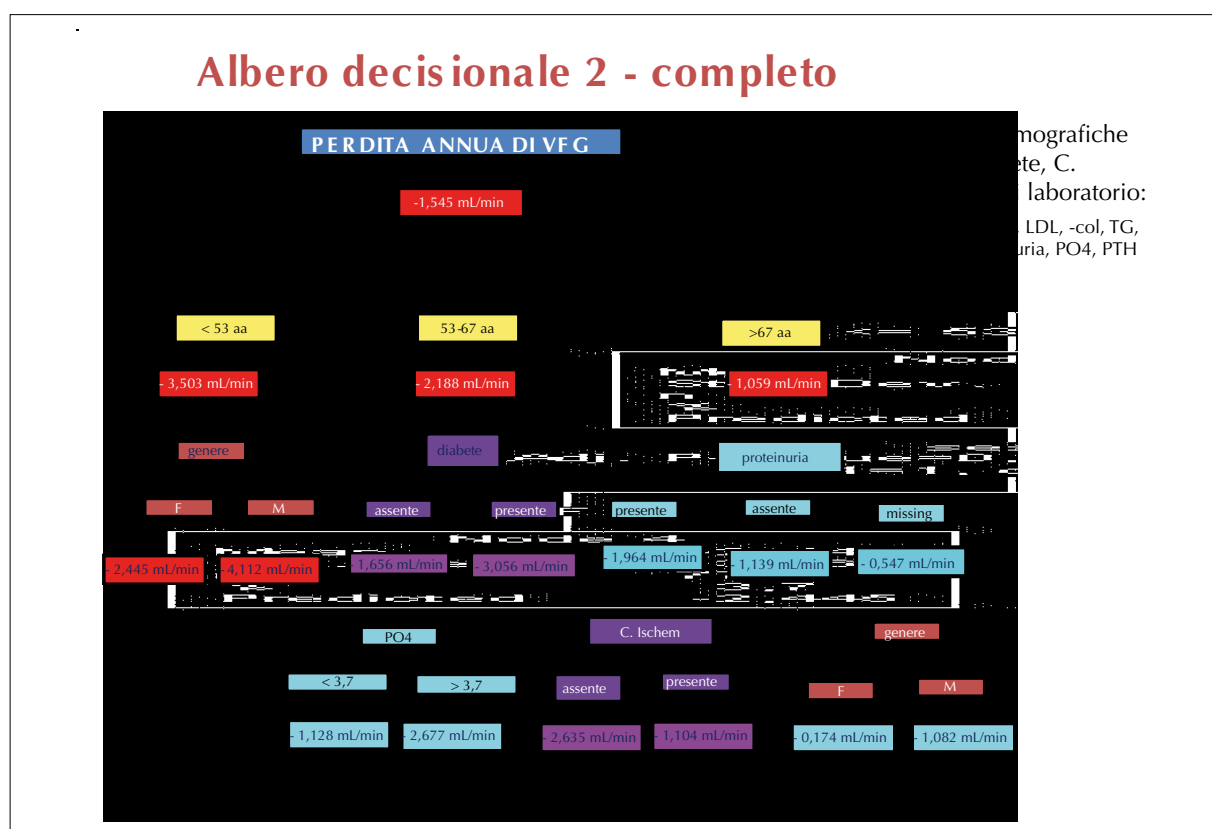 Albero decisionale 2 - completo
PERDITA ANNUA DI VFG
mografiche
ete, C.
i laboratorio:
, LDL, -col, TG,
uria, PO4, PTH
-1,545 mL/min
< 53 aa
53-67 aa
>67 aa
- 3,503 mL/min
- 2,188 mL/min
- 1,059 mL/min
genere
diabete
proteinuria
F
M
assente
presente
presente
assente
missing
- 2,445 mL/min
- 4,112 mL/min
- 1,656 mL/min
- 3,056 mL/min
- 1,964 mL/min
- 1,139 mL/min
- 0,547 mL/min
PO4
C. Ischem
genere
< 3,7
> 3,7
assente
presente
F
M
- 1,128 mL/min
- 2,677 mL/min
- 2,635 mL/min
- 1,104 mL/min
- 0,174 mL/min
- 1,082 mL/min